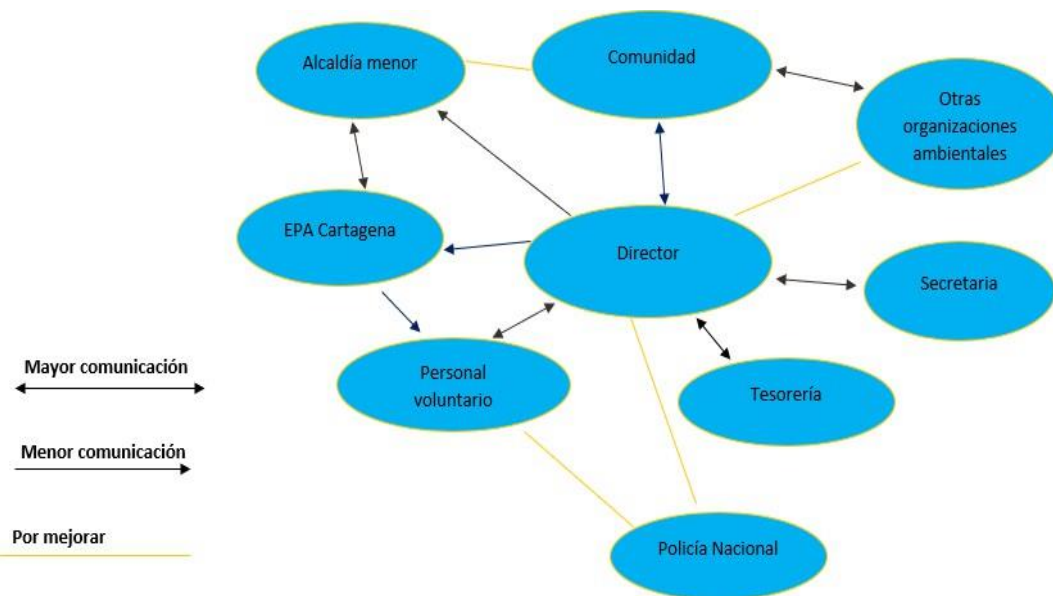 Alcaldía menor
Comunidad
Otras
organizaciones
ambientales
EPA Cartagena
Director
Secretaria
Mayor comunicación
Personal
voluntario
Tesorería
Menor comunicación
Por mejorar
Policía Nacional